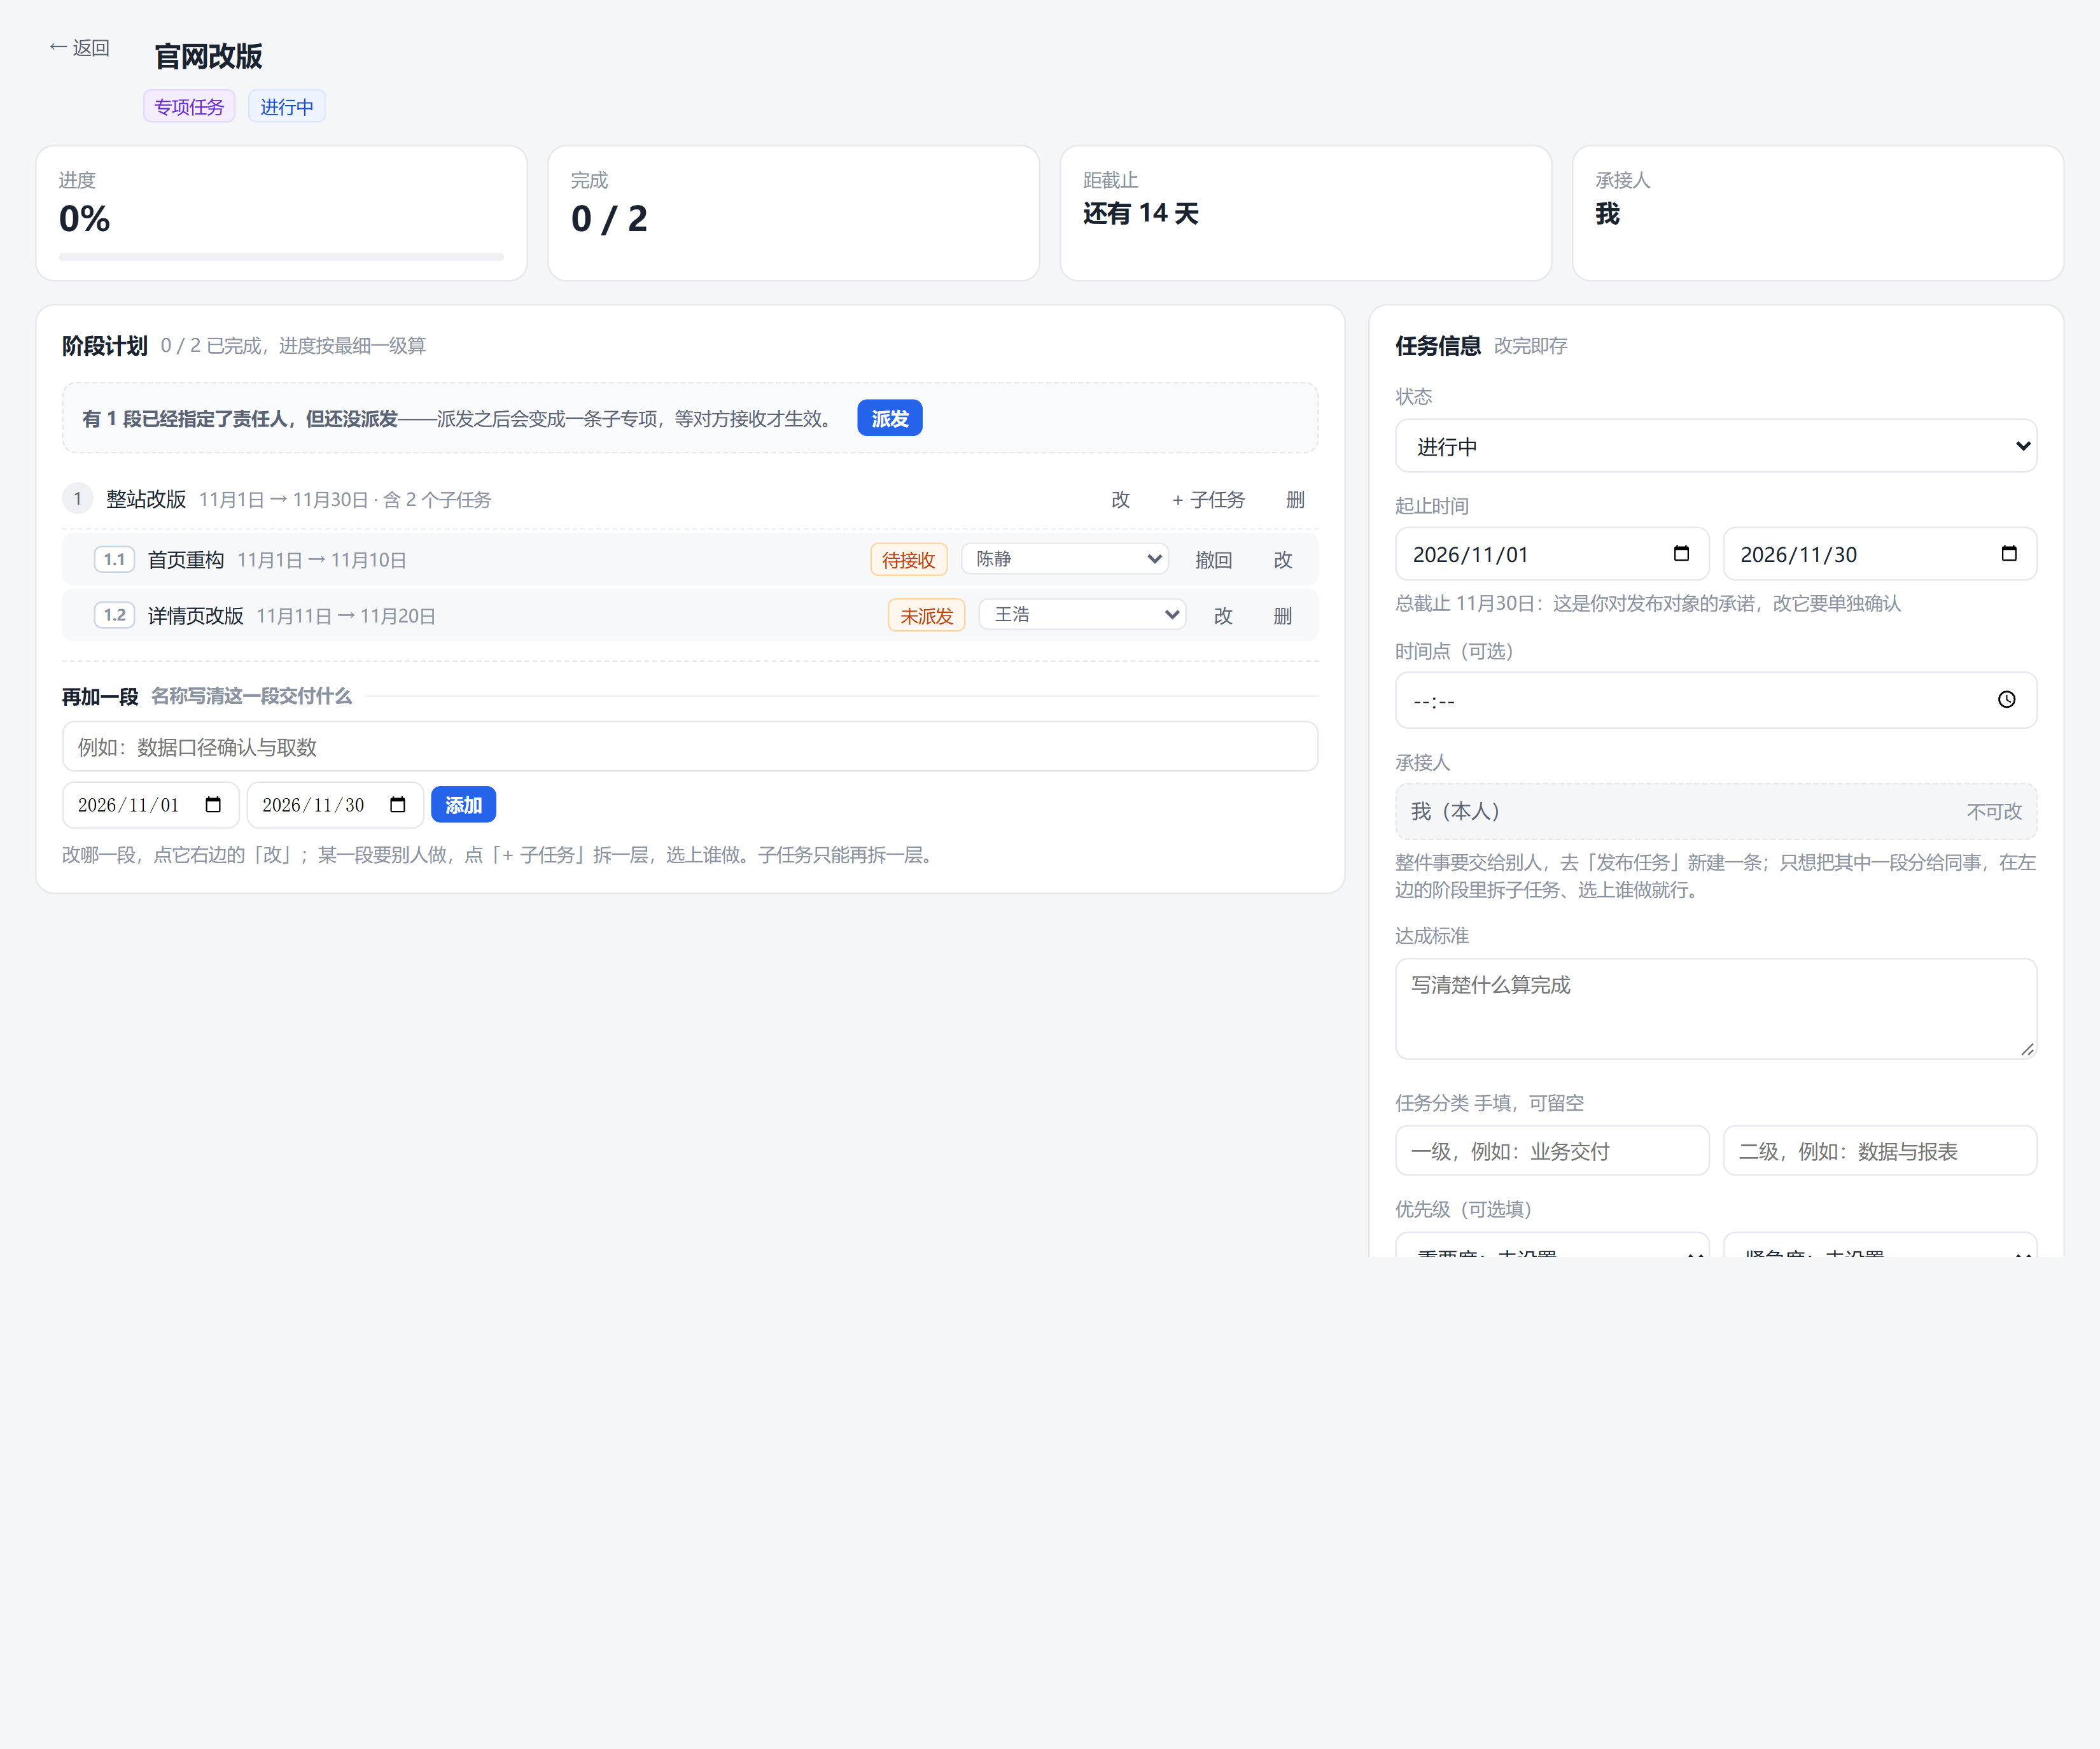 ← 返回
官网改版
专项任务 进行中
进度
0%
完成
0 / 2
距截止
还有 14 天
承接人
我
阶段计划 0 / 2 已完成，进度按最细一级算
有 1 段已经指定了责任人，但还没派发——派发之后会变成一条子专项，等对方接收才生效。 派发
1 整站改版 11月1日 → 11月30日 · 含 2 个子任务 改 + 子任务 删
1.1 首页重构 11月1日 → 11月10日 待接收 陈静 撤回 改
1.2 详情页改版 11月11日 → 11月20日 未派发 王浩 改 删
再加一段 名称写清这一段交付什么
例如：数据口径确认与取数
2026/11/01 2026/11/30 添加
改哪一段，点它右边的「改」；某一段要别人做，点「+ 子任务」拆一层，选上谁做。子任务只能再拆一层。
任务信息 改完即存
状态
进行中
起止时间
2026/11/01 2026/11/30
总截止 11月30日：这是你对发布对象的承诺，改它要单独确认
时间点（可选）
--:--
承接人
我（本人） 不可改
整件事要交给别人，去「发布任务」新建一条；只想把其中一段分给同事，在左
边的阶段里拆子任务、选上谁做就行。
达成标准
写清楚什么算完成
任务分类 手填，可留空
一级，例如：业务交付 二级，例如：数据与报表
优先级（可选填）
重要度：未设置 紧急度：未设置